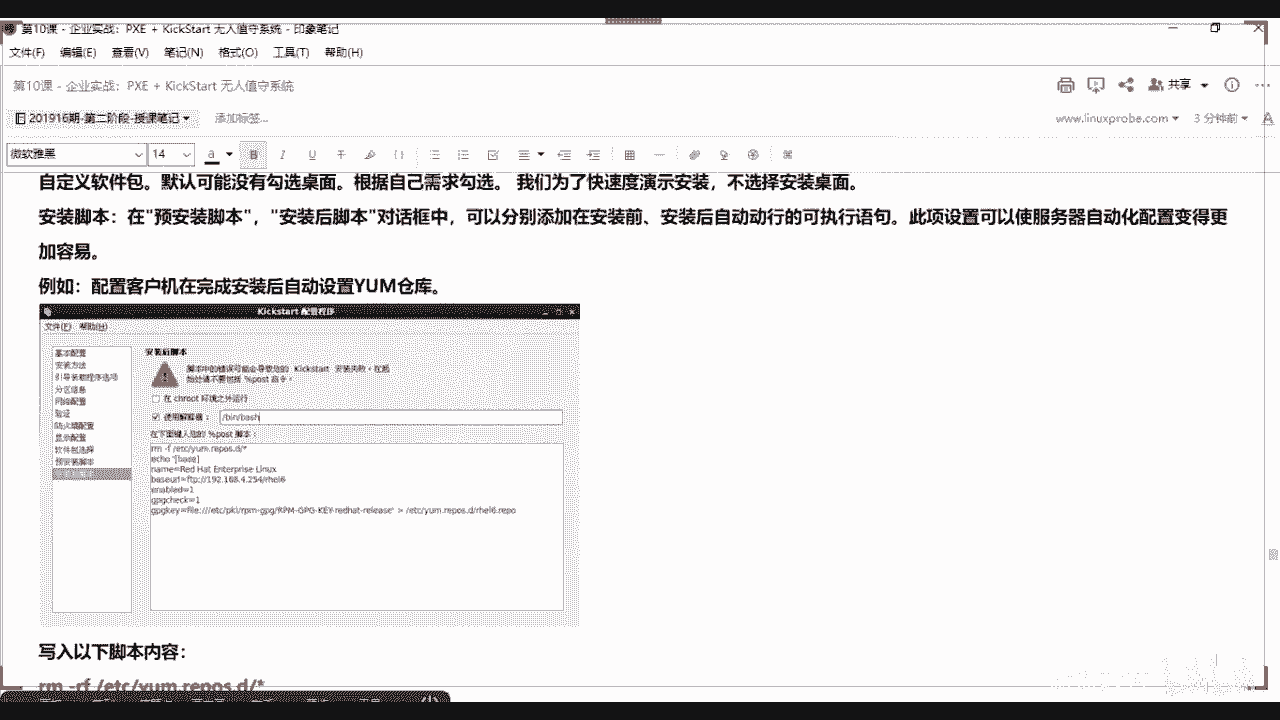 第10课 - 企业实战：PXE + KickStart 无人值守系统 - 印象笔记
文件(F) 编辑(E) 查看(V) 笔记(N) 格式(O) 工具(T) 帮助(H)
第10课 - 企业实战：PXE + KickStart 无人值守系统
共享
201916期-第二阶段-授课笔记
添加标签...
www.linuxprobe.com
3 分钟前
微软雅黑 14
自定义软件包。默认可能没有勾选桌面。根据自己需求勾选。 我们为了快速度演示安装，不选择安装桌面。
安装脚本：在"预安装脚本"，"安装后脚本"对话框中，可以分别添加在安装前、安装后自动动行的可执行语句。此项设置可以使服务器自动化配置变得更
加容易。
例如：配置客户机在完成安装后自动设置YUM仓库。
Kickstart 配置程序
文件(F) 帮助(H)
基本配置
安装方法
引导装载程序选项
分区信息
网络配置
验证
防火墙配置
显示配置
软件包选择
预安装脚本
安装后脚本
脚本中的错误可能会导致您的 Kickstart 安装失败。在起
始处请不要包括 %post 命令。
在 chroot 环境之外运行
使用解释器： /bin/bash
在下面键入您的 %post 脚本：
rm -f /etc/yum.repos.d/*
echo '[base]
name=Red Hat Enterprise Linux
baseurl=ftp://192.168.4.254/rhel6
enabled=1
gpgcheck=1
gpgkey=file:///etc/pki/rpm-gpg/RPM-GPG-KEY-redhat-release' > /etc/yum.repos.d/rhel6.repo
写入以下脚本内容：
rm -rf /etc/yum.repos.d/*